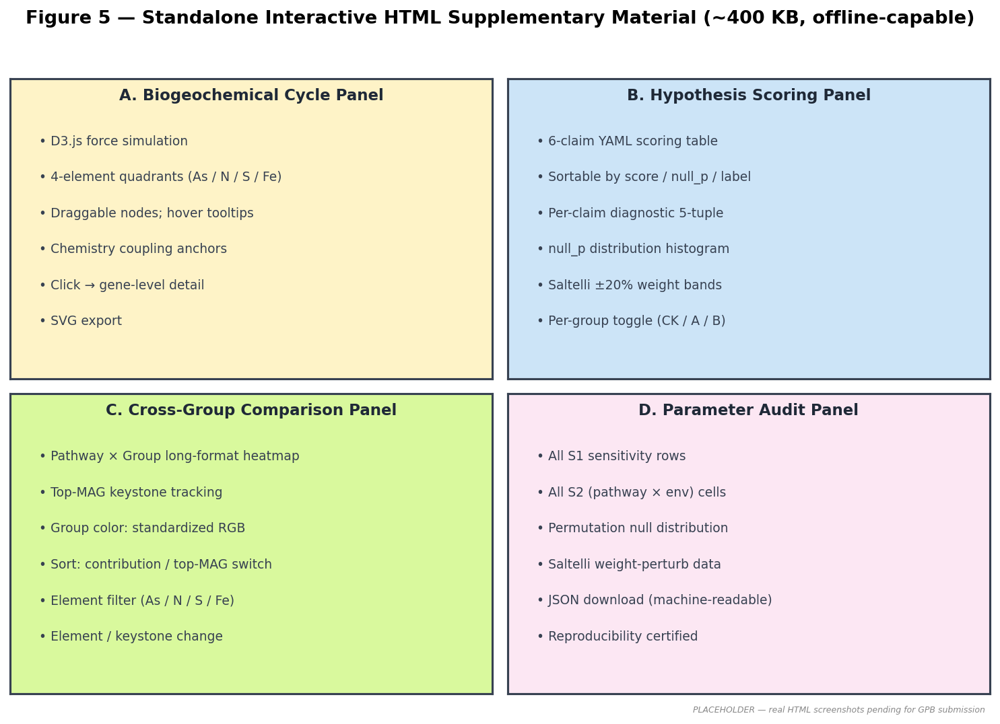 Figure 5 — Standalone Interactive HTML Supplementary Material (~400 KB, offline-capable)
A. Biogeochemical Cycle Panel
• D3.js force simulation
• 4-element quadrants (As / N / S / Fe)
• Draggable nodes; hover tooltips
• Chemistry coupling anchors
• Click → gene-level detail
• SVG export
B. Hypothesis Scoring Panel
• 6-claim YAML scoring table
• Sortable by score / null_p / label
• Per-claim diagnostic 5-tuple
• null_p distribution histogram
• Saltelli ±20% weight bands
• Per-group toggle (CK / A / B)
C. Cross-Group Comparison Panel
• Pathway × Group long-format heatmap
• Top-MAG keystone tracking
• Group color: standardized RGB
• Sort: contribution / top-MAG switch
• Element filter (As / N / S / Fe)
• Element / keystone change
D. Parameter Audit Panel
• All S1 sensitivity rows
• All S2 (pathway × env) cells
• Permutation null distribution
• Saltelli weight-perturb data
• JSON download (machine-readable)
• Reproducibility certified
PLACEHOLDER — real HTML screenshots pending for GPB submission